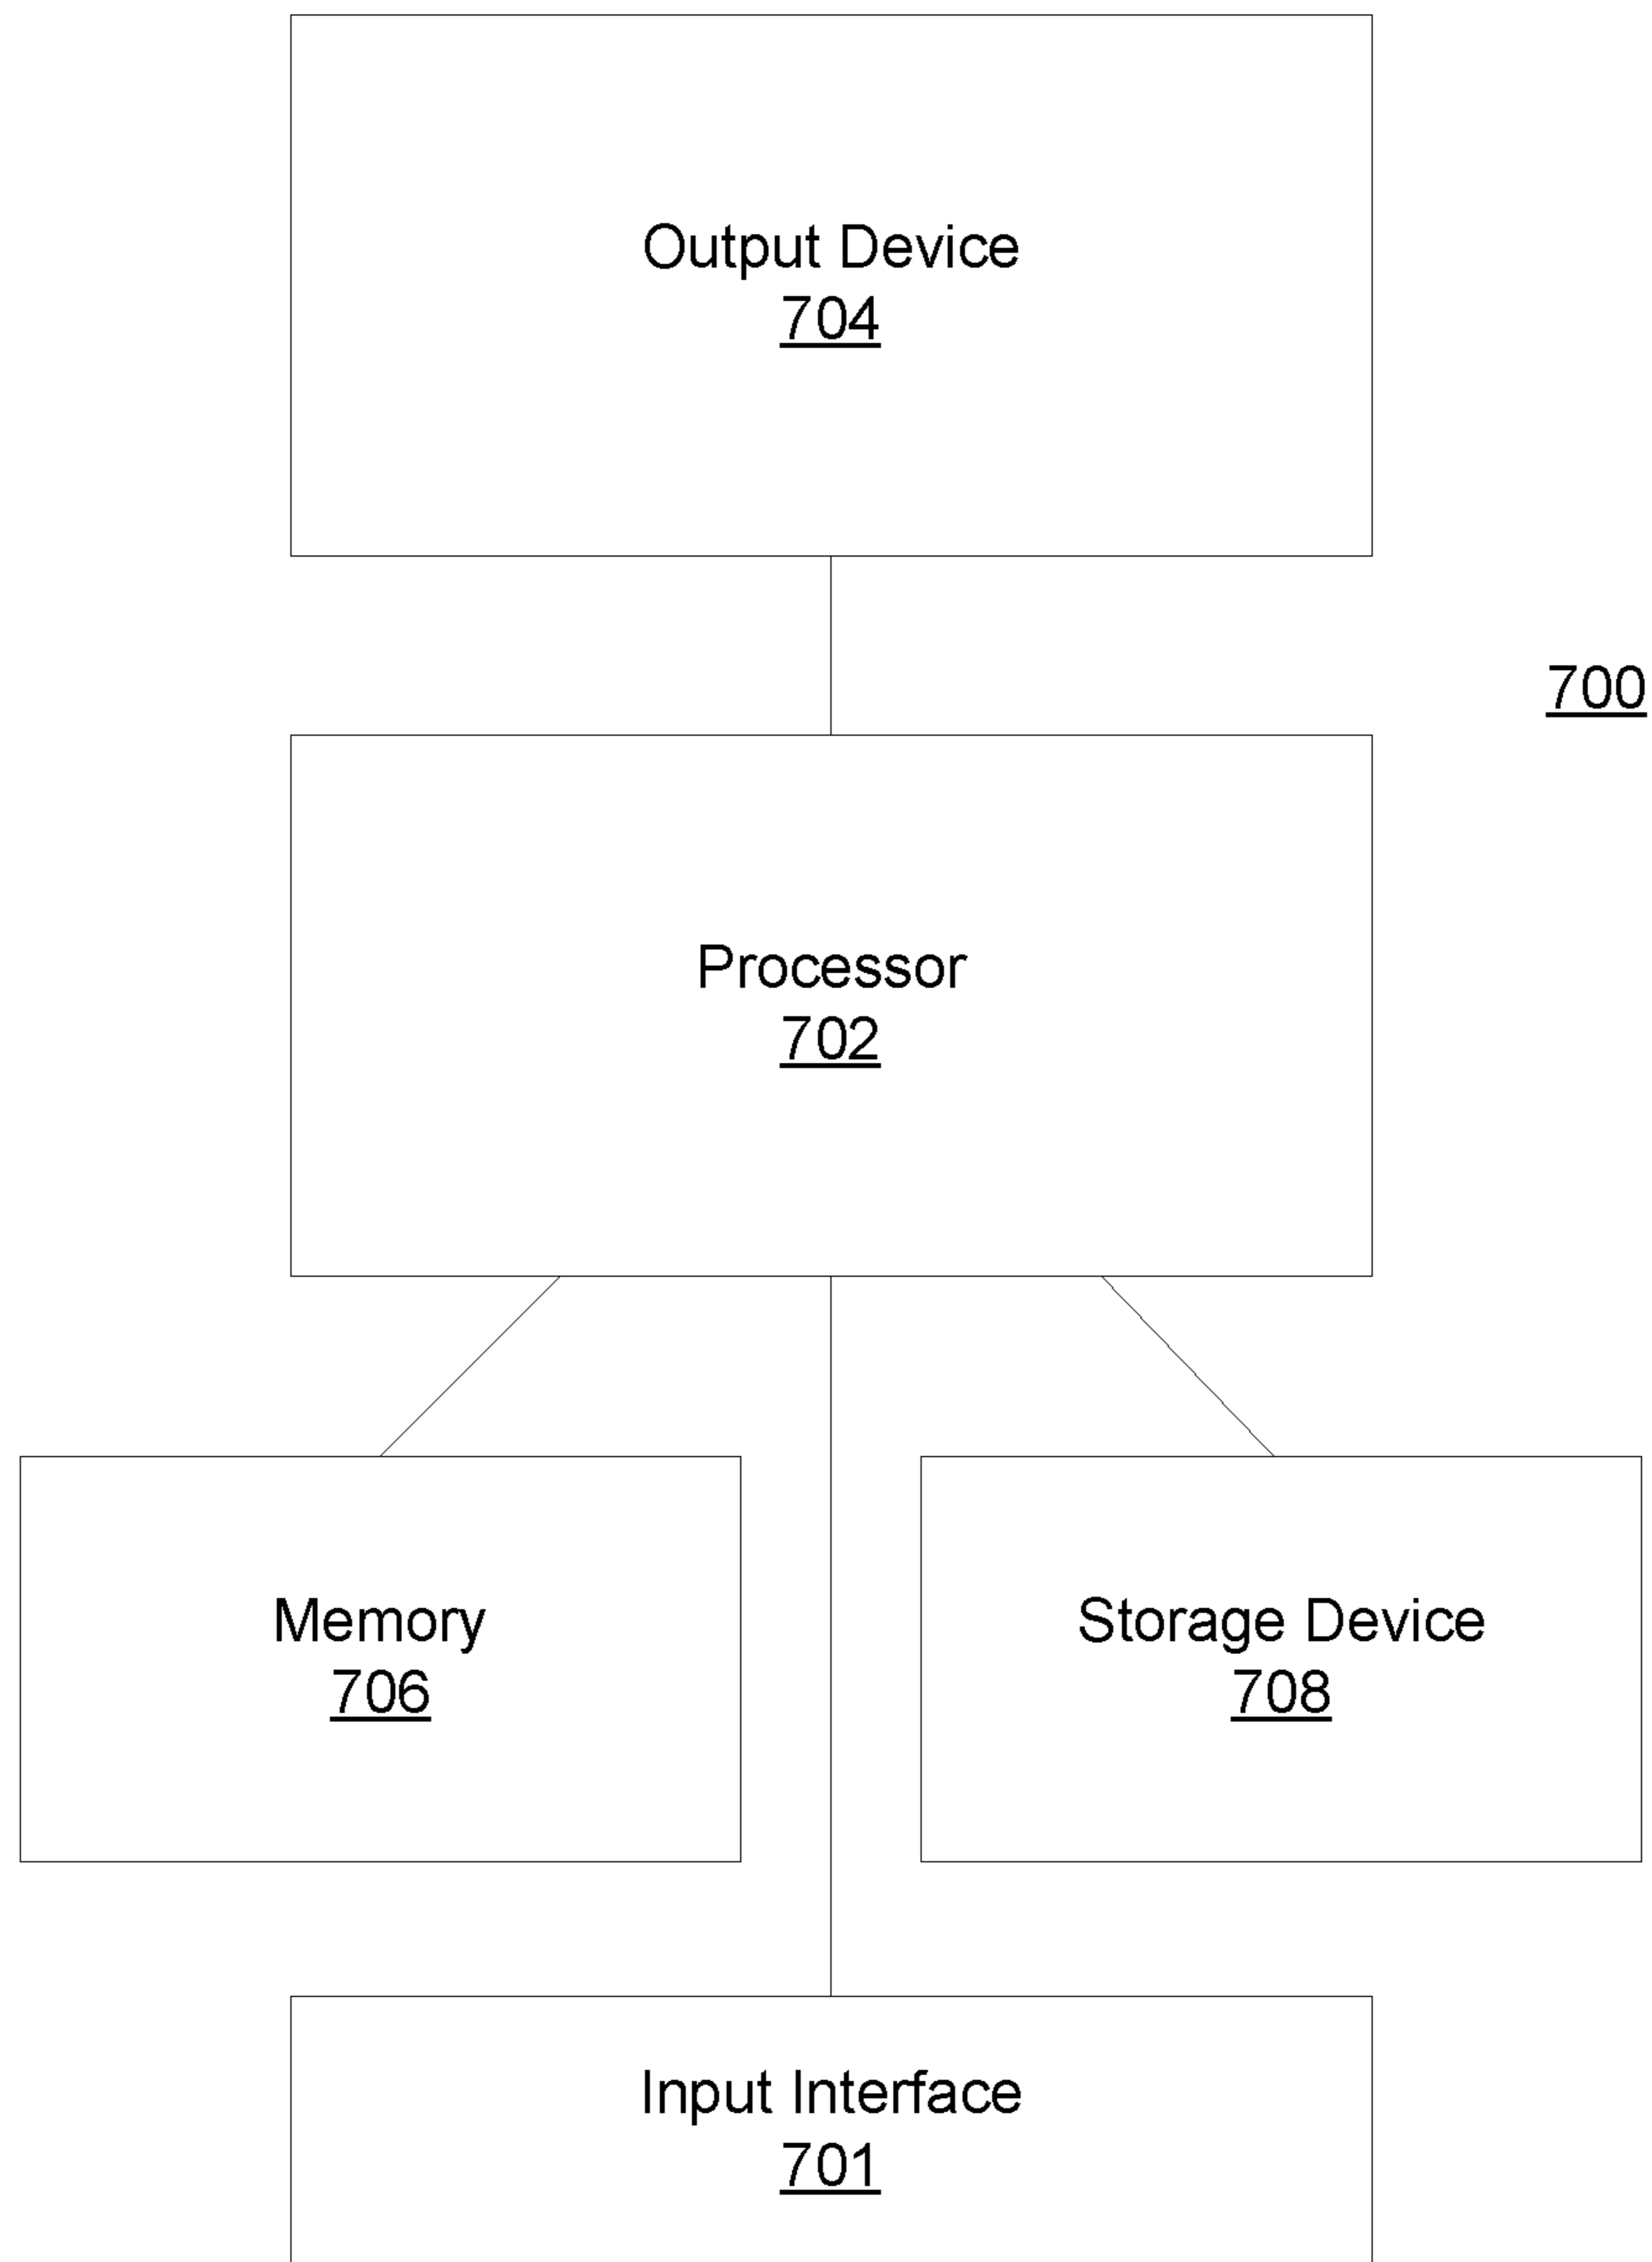 Output Device
704
700
Processor
702
Memory
706
Storage Device
708
Input Interface
701